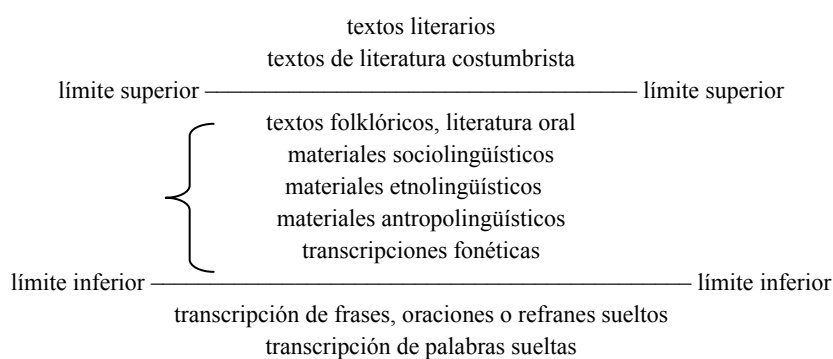 textos literarios
textos de literatura costumbrista
límite superior límite superior
textos folklóricos, literatura oral
materiales sociolingüísticos
materiales etnolingüísticos
materiales antropolingüísticos
transcripciones fonéticas
límite inferior límite inferior
transcripción de frases, oraciones o refranes sueltos
transcripción de palabras sueltas